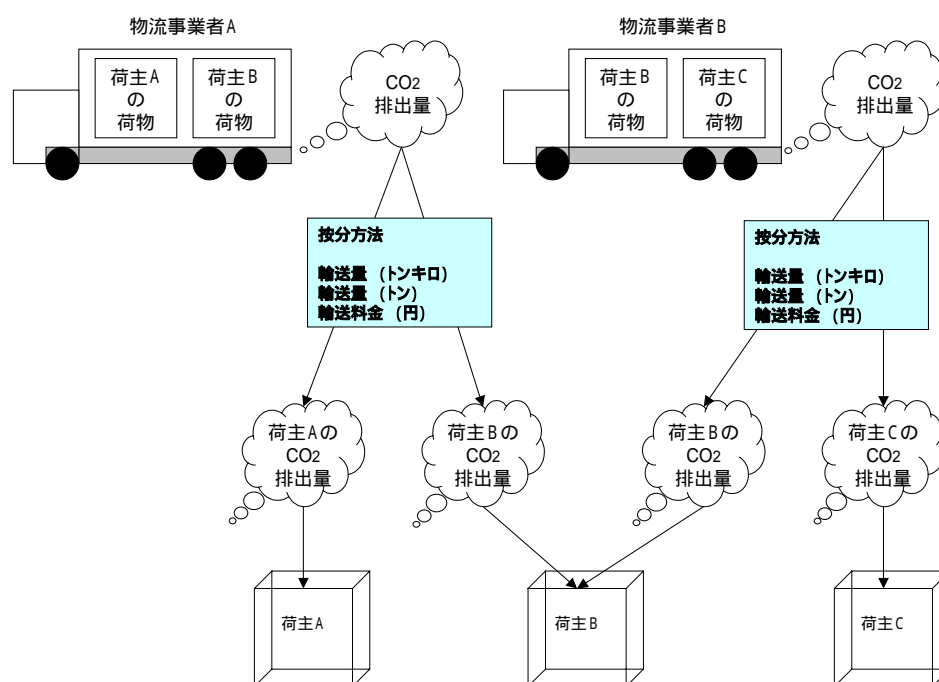 物流事業者A
荷主A
の
荷物
荷主B
の
荷物
CO2
排出量
物流事業者B
荷主B
の
荷物
荷主C
の
荷物
CO2
排出量
按分方法
輸送量 (トンキロ)
輸送量 (トン)
輸送料金 (円)
按分方法
輸送量 (トンキロ)
輸送量 (トン)
輸送料金 (円)
荷主Aの
CO2
排出量
荷主Bの
CO2
排出量
荷主Bの
CO2
排出量
荷主Cの
CO2
排出量
荷主A
荷主B
荷主C